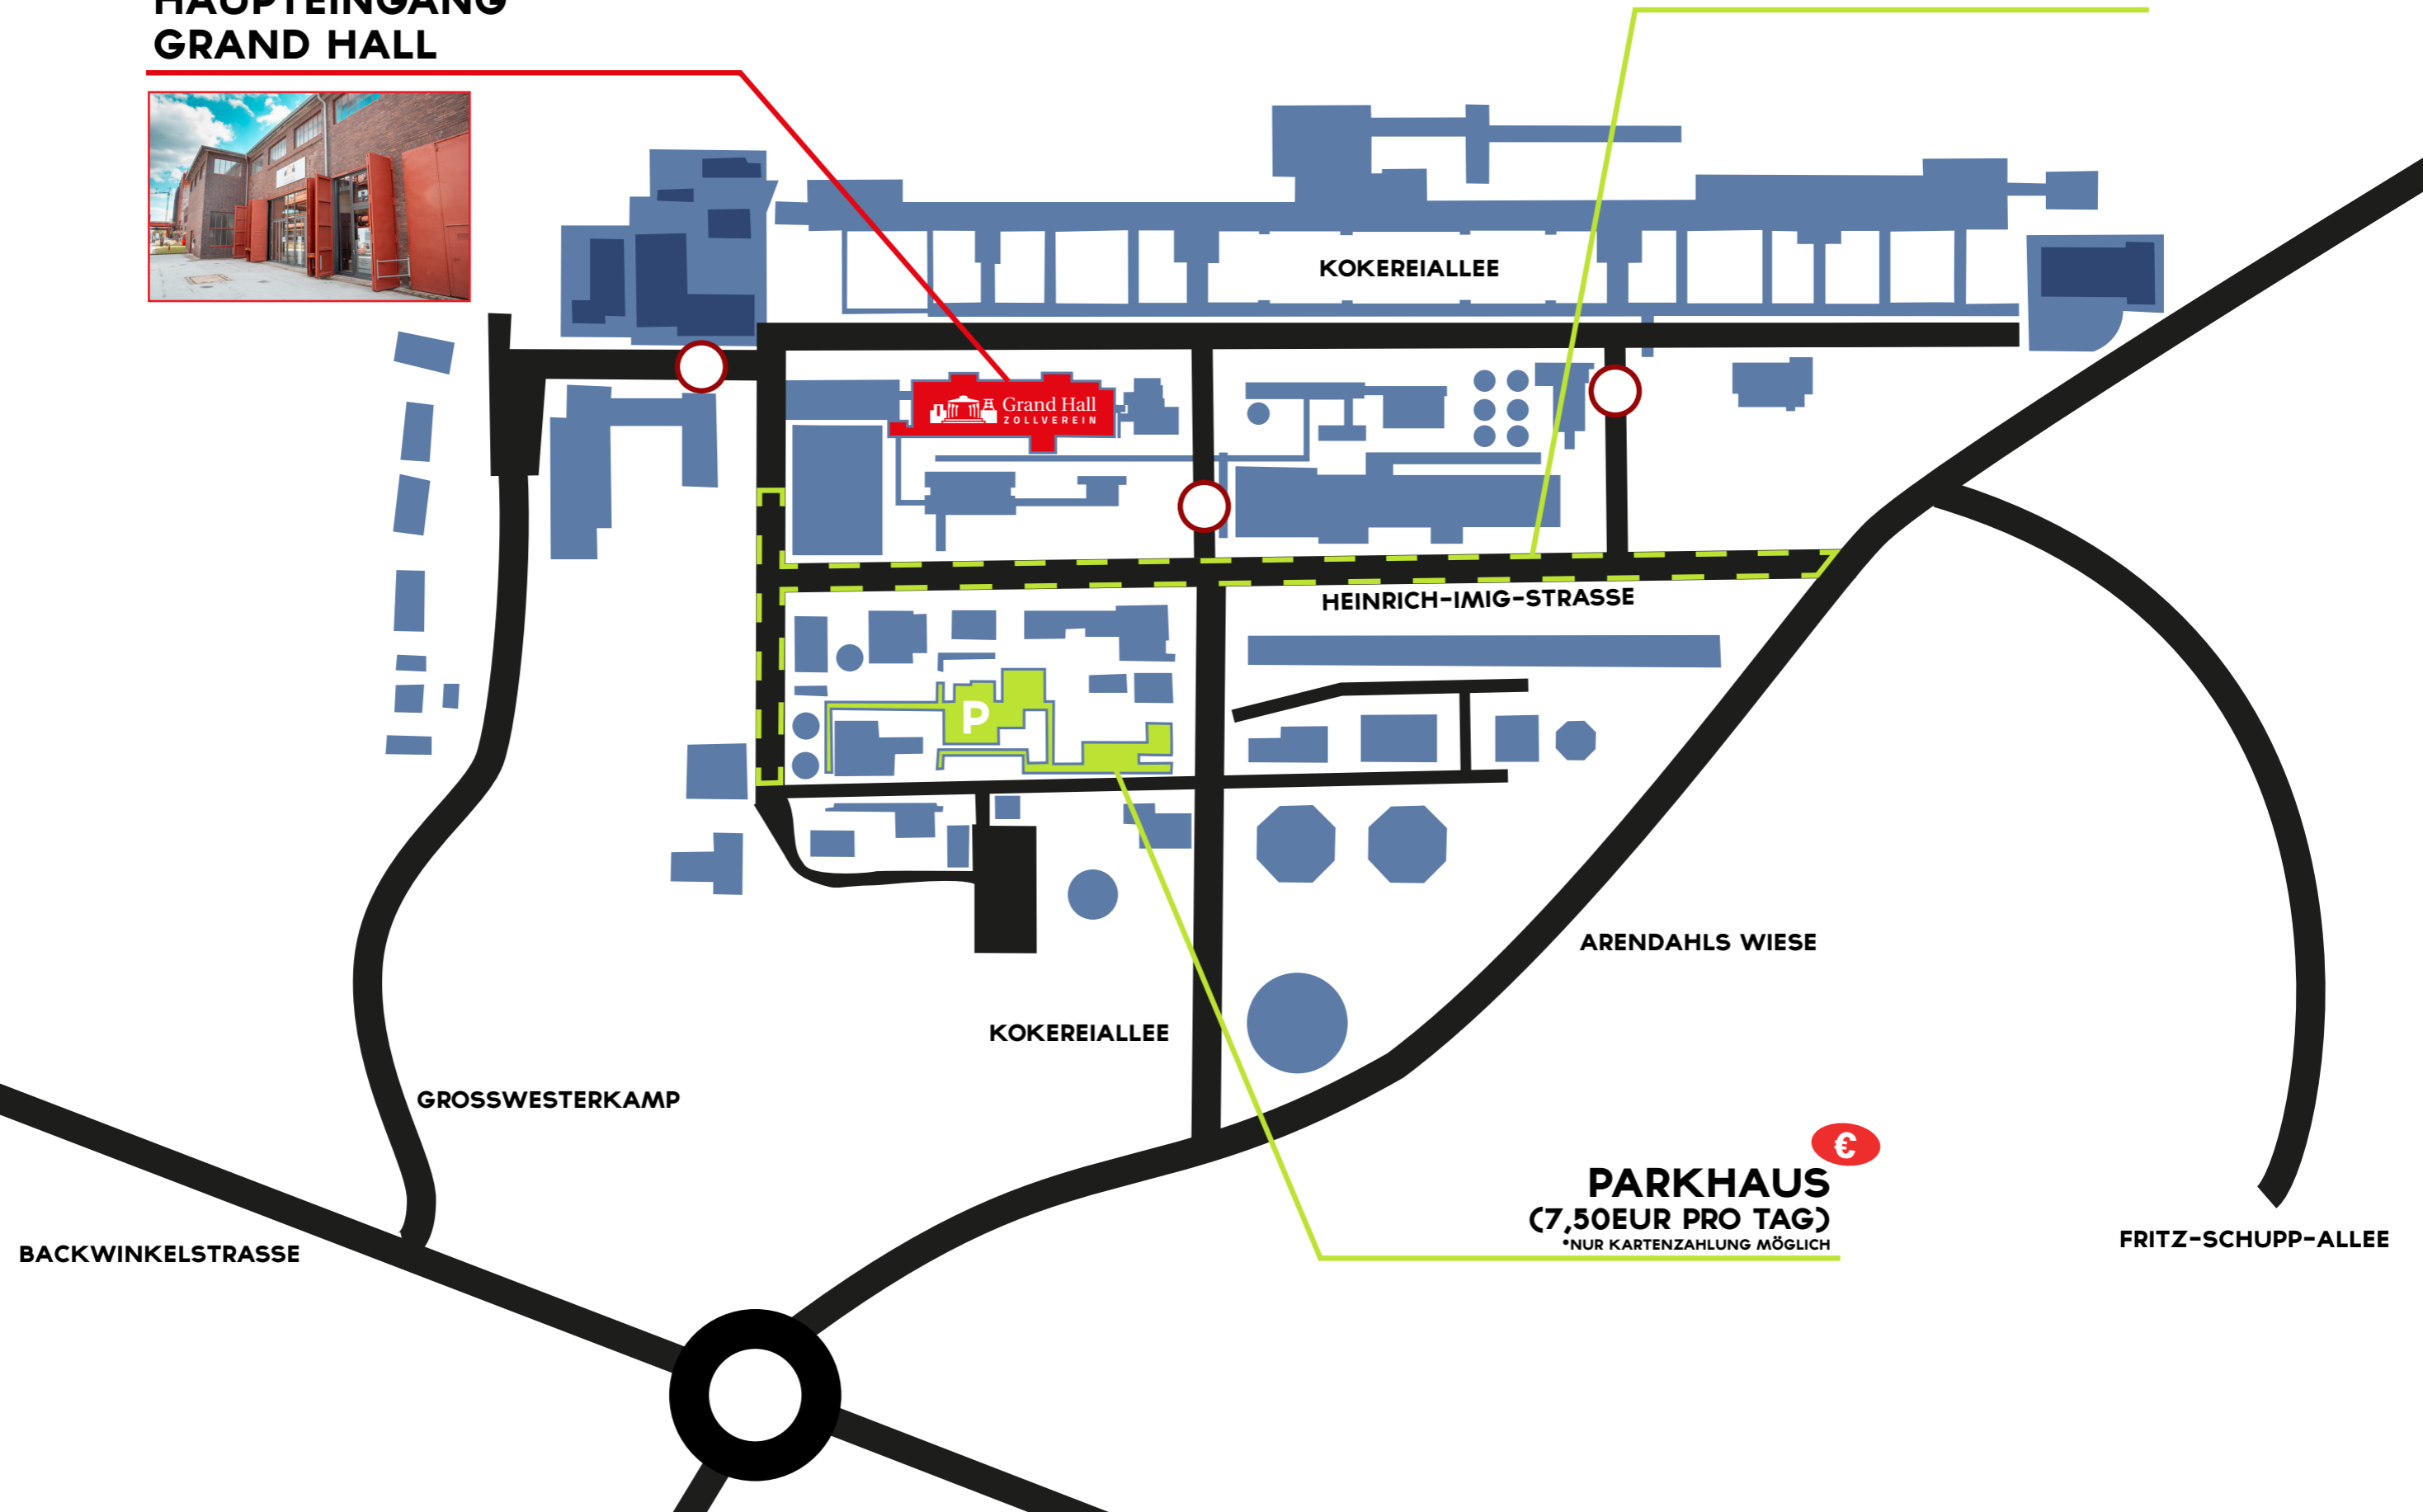 HAUPTEINGANG
GRAND HALL
KOKEREIALLEE
Grand Hall
ZOLLVEREIN
HEINRICH-IMIG-STRASSE
P
ARENDAHLS WIESE
KOKEREIALLEE
GROSSWESTERKAMP
€
PARKHAUS
(7,50EUR PRO TAG)
*NUR KARTENZAHLUNG MÖGLICH
FRITZ-SCHUPP-ALLEE
BACKWINKELSTRASSE